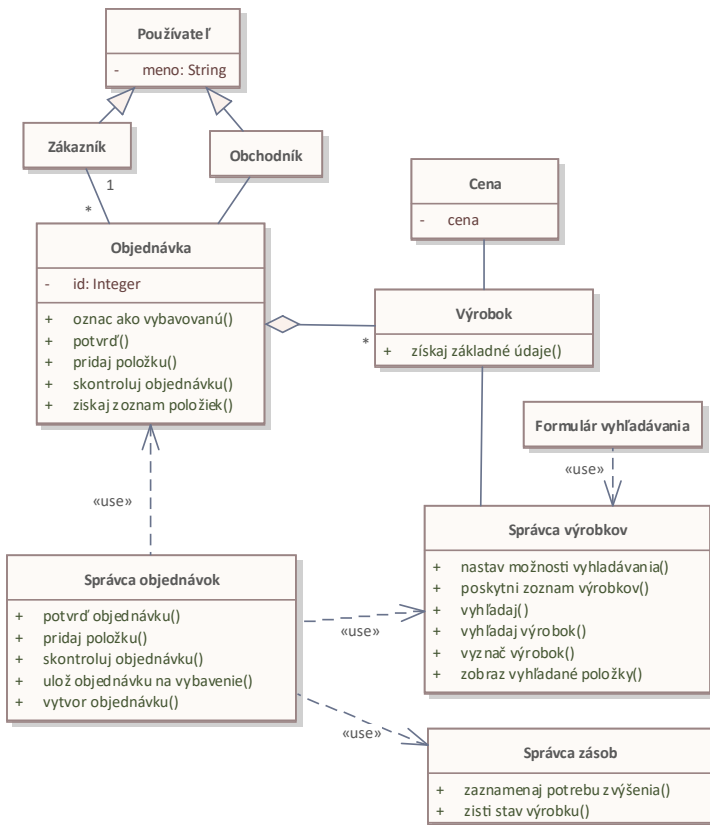 Používateľ
- meno: String
Zákazník
Obchodník
1
*
Cena
- cena
Objednávka
- id: Integer
+ oznac ako vybavovanú()
+ potvrď()
+ pridaj položku()
+ skontroluj objednávku()
+ ziskaj zoznam položiek()
Výrobok
+ získaj základné údaje()
*
Formulár vyhľadávania
«use»
«use»
Správca výrobkov
+ nastav možnosti vyhladávania()
+ poskytni zoznam výrobkov()
+ vyhľadaj()
+ vyhľadaj výrobok()
+ vyznač výrobok()
+ zobraz vyhľadané položky()
Správca objednávok
+ potvrď objednávku()
+ pridaj položku()
+ skontroluj objednávku()
+ ulož objednávku na vybavenie()
+ vytvor objednávku()
«use»
«use»
Správca zásob
+ zaznamenaj potrebu zvýšenia()
+ zisti stav výrobku()